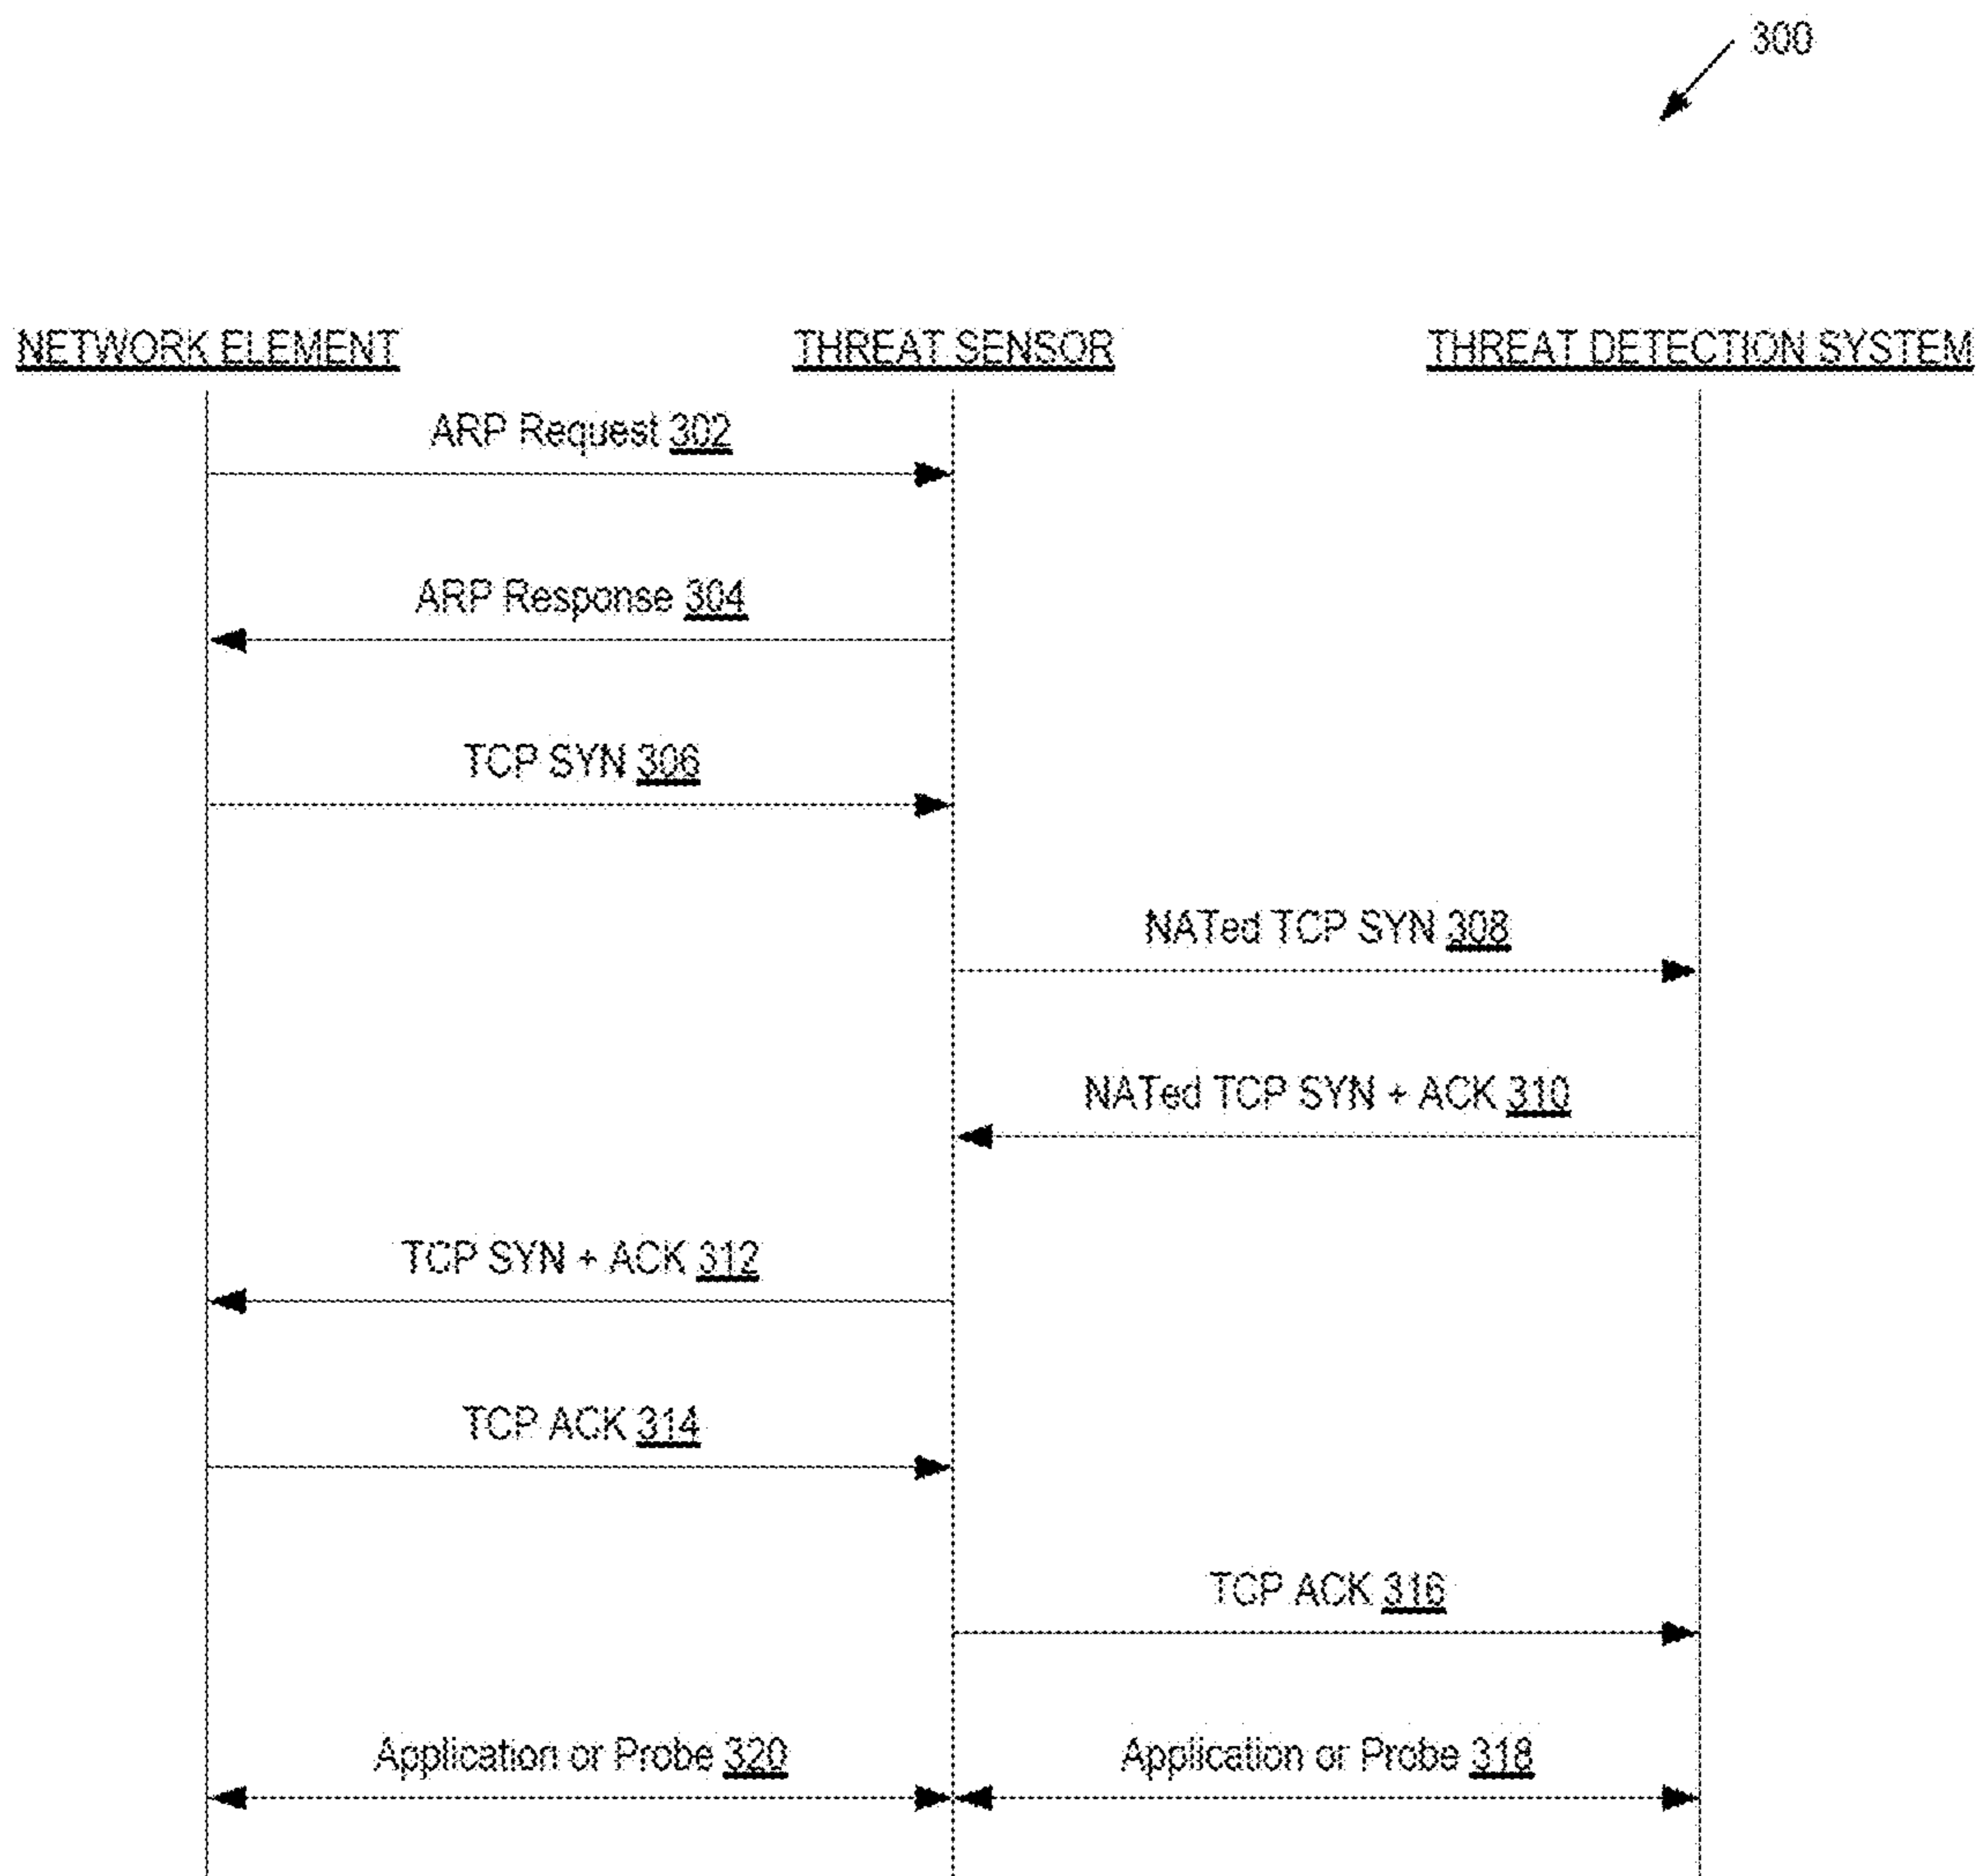 300
NETWORK ELEMENT
THREAT SENSOR
THREAT DETECTION SYSTEM
ARP Request 302
ARP Response 304
TCP SYN 306
NATed TCP SYN 308
NATed TCP SYN + ACK 310
TCP SYN + ACK 312
TCP ACK 314
TCP ACK 316
Application or Probe 320
Application or Probe 318